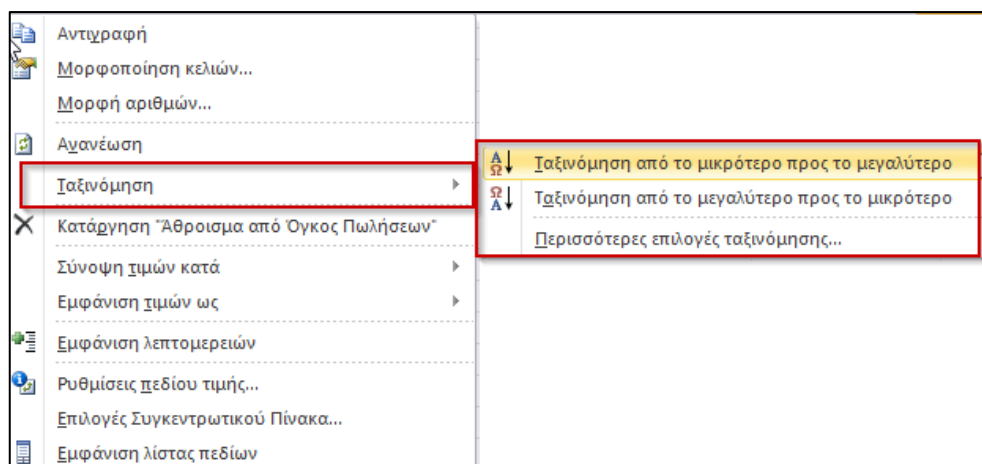 Αντιγραφή
Μορφοποίηση κελιών...
Μορφή αριθμών...
Ανανέωση
Ταξινόμηση
Κατάργηση "Άθροισμα από Όγκος Πωλήσεων"
Σύνοψη τιμών κατά
Εμφάνιση τιμών ως
Εμφάνιση λεπτομερειών
Ρυθμίσεις πεδίου τιμής...
Επιλογές Συγκεντρωτικού Πίνακα...
Εμφάνιση λίστας πεδίων
Ταξινόμηση από το μικρότερο προς το μεγαλύτερο
Ταξινόμηση από το μεγαλύτερο προς το μικρότερο
Περισσότερες επιλογές ταξινόμησης...